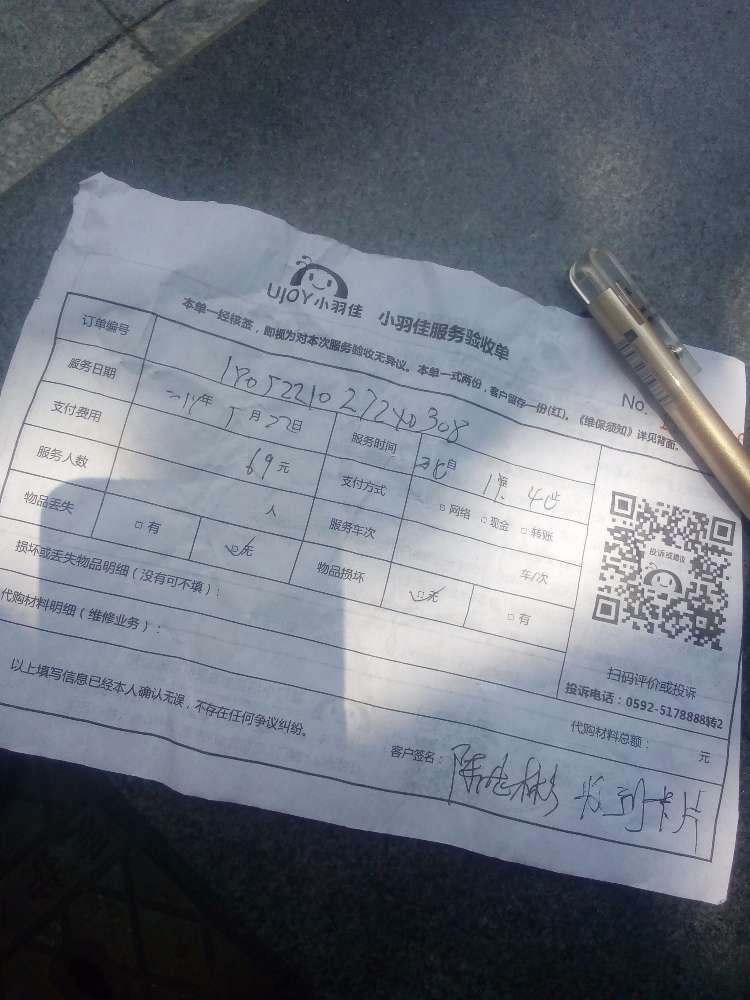 UJOY小羽佳 小羽佳服务验收单
本单一经接签，即视为对本次服务验收无异议。本单一式两份，客户留存一份(红)。《维保须知》详见背面。
No.
订单编号 1805221027240308
服务日期 年 5月22日 服务时间
支付费用 69元 支付方式 □网络 □现金 □转账
服务人数 人 服务车次 车/次
物品丢失 □有 □无 物品损坏 □无 □有
损坏或丢失物品明细（没有可不填）：
代购材料明细（维修业务）：
投诉或建议
扫码评价或投诉
投诉电话：0592-5178888转2
代购材料总额： 元
以上填写信息已经本人确认无误，不存在任何争议纠纷。
客户签名： 卡片